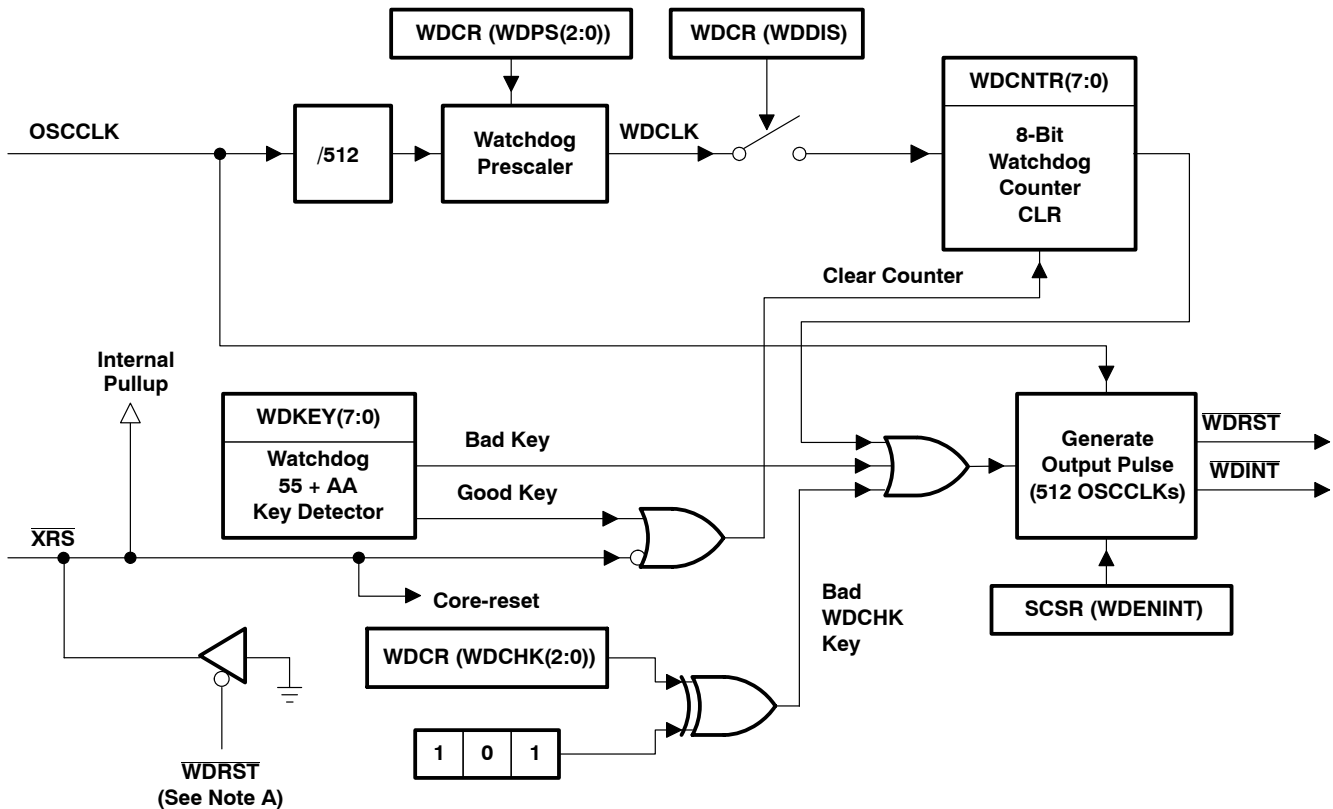 WDCR (WDPS(2:0))
WDCR (WDDIS)
OSCCLK
/512
Watchdog
Prescaler
WDCLK
WDCNTR(7:0)
8-Bit
Watchdog
Counter
CLR
Clear Counter
Internal
Pullup
WDKEY(7:0)
Watchdog
55 + AA
Key Detector
Bad Key
Good Key
Generate
Output Pulse
(512 OSCCLKs)
WDRST
WDINT
XRS
Core-reset
SCSR (WDENINT)
Bad
WDCHK
Key
WDCR (WDCHK(2:0))
1 0 1
WDRST
(See Note A)